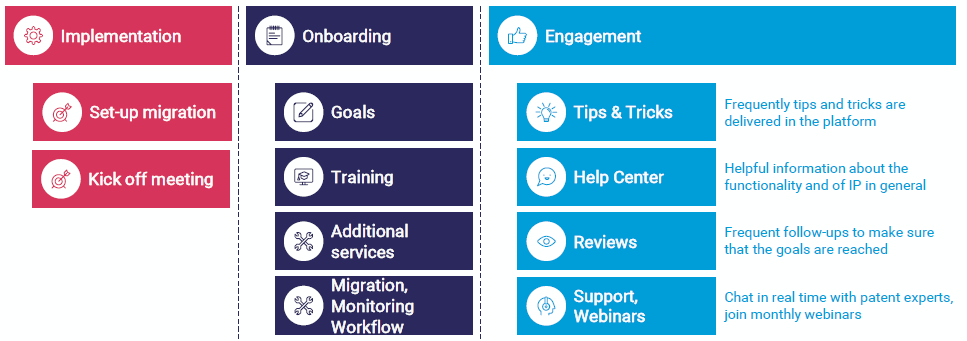 Implementation
Set-up migration
Kick off meeting
Onboarding
Goals
Training
Additional
services
Migration,
Monitoring
Workflow
Engagement
Tips & Tricks
Frequently tips and tricks are
delivered in the platform
Help Center
Helpful information about the
functionality and of IP in general
Reviews
Frequent follow-ups to make sure
that the goals are reached
Support,
Webinars
Chat in real time with patent experts,
join monthly webinars